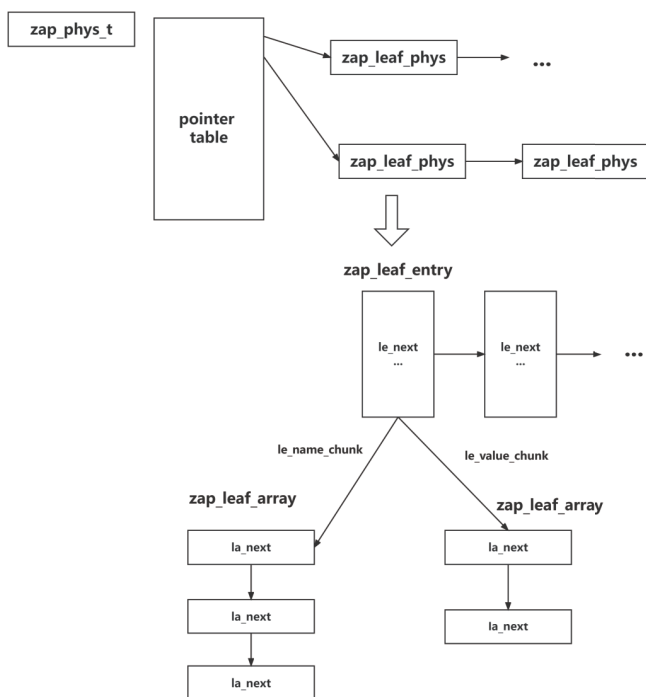 zap_phys_t
pointer
table
zap_leaf_phys
...
zap_leaf_phys
zap_leaf_phys
zap_leaf_entry
le_next
...
le_next
...
...
le_name_chunk
le_value_chunk
zap_leaf_array
zap_leaf_array
la_next
la_next
la_next
la_next
la_next